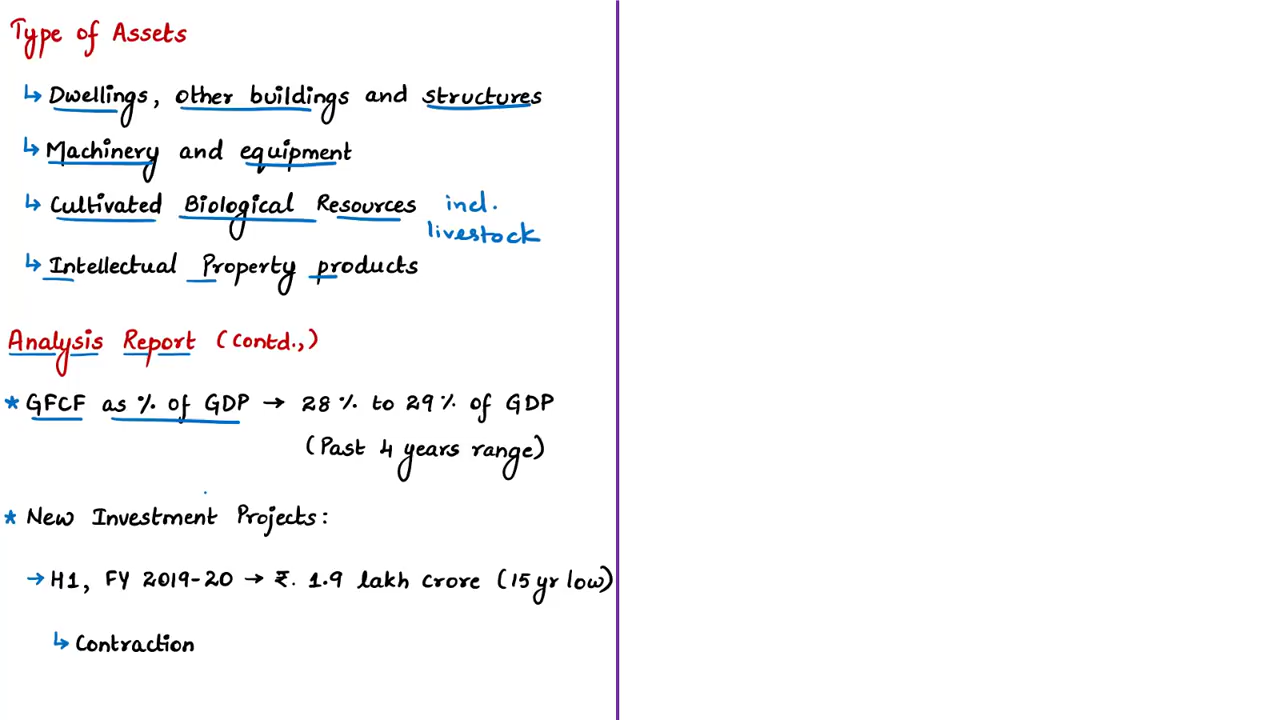 Type of Assets
↳ Dwellings, other buildings and structures
↳ Machinery and equipment
↳ Cultivated Biological Resources incl. livestock
↳ Intellectual Property products
Analysis Report (Contd.,)
* GFCF as % of GDP → 28% to 29% of GDP
(Past 4 years range)
* New Investment Projects:
→ H1, FY 2019-20 → ₹. 1.9 lakh crore (15 yr low)
↳ Contraction